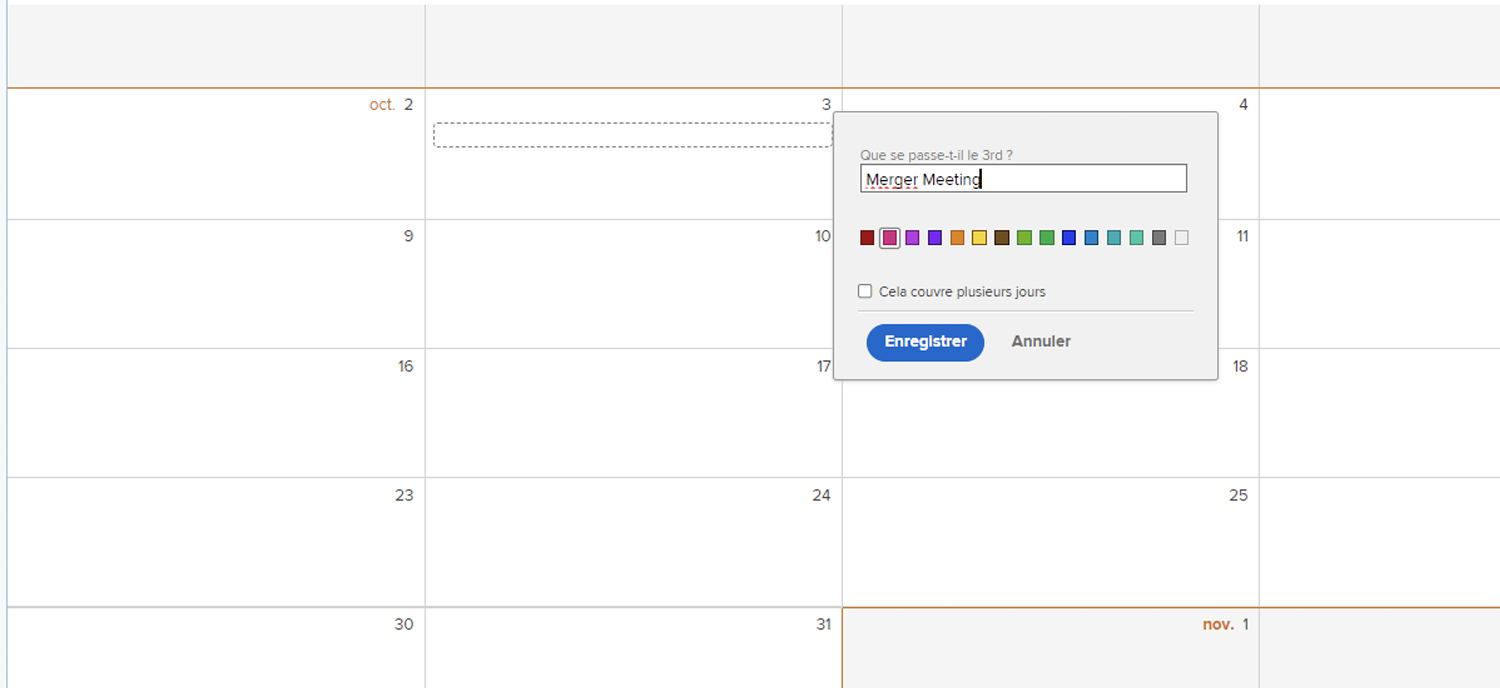 oct. 2
3
4
Que se passe-t-il le 3rd ?
Merger Meeting
9
10
11
Cela couvre plusieurs jours
Enregistrer Annuler
16
17
18
23
24
25
30
31
nov. 1